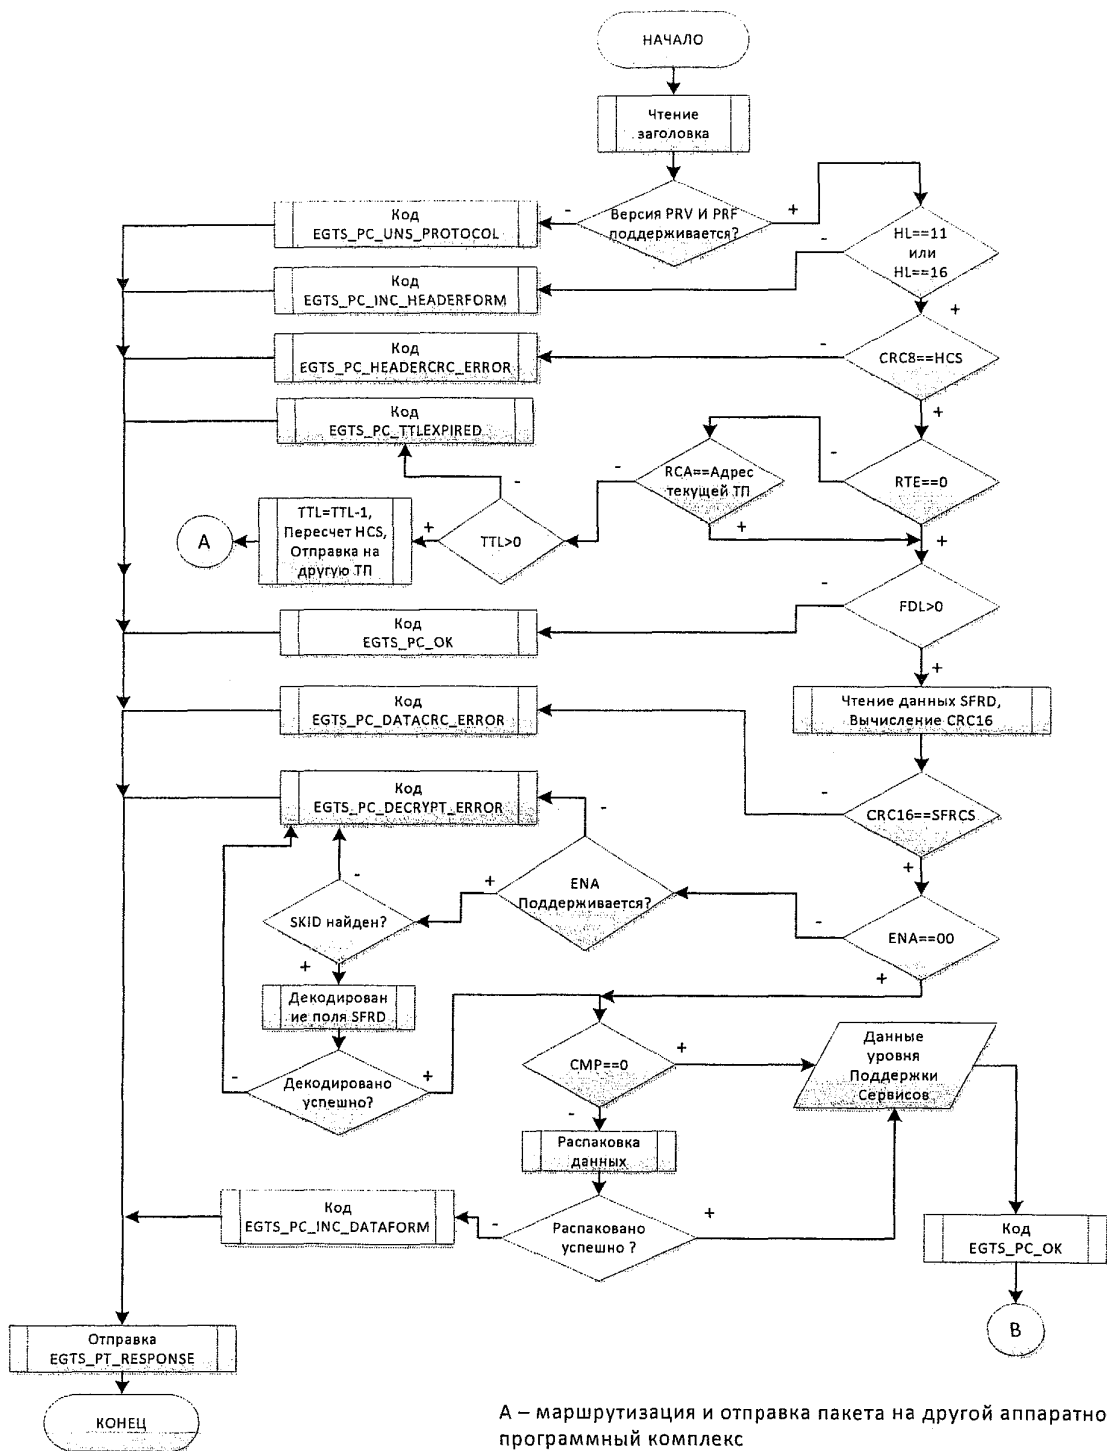 НАЧАЛО
Чтение
заголовка
Версия PRV И PRF
поддерживается?
-
+
Код
EGTS_PC_UNS_PROTOCOL
HL==11
или
HL==16
-
+
Код
EGTS_PC_INC_HEADERFORM
CRC8==HCS
-
+
Код
EGTS_PC_HEADERCRC_ERROR
Код
EGTS_PC_TTLEXPIRED
RTE==0
-
+
RCA==Адрес
текущей ТП
-
+
TTL>0
-
+
TTL=TTL-1,
Пересчет HCS,
Отправка на
другую ТП
A
FDL>0
-
+
Код
EGTS_PC_OK
Чтение данных SFRD,
Вычисление CRC16
Код
EGTS_PC_DATACRC_ERROR
CRC16==SFRCS
-
+
Код
EGTS_PC_DECRYPT_ERROR
ENA==00
-
+
ENA
Поддерживается?
-
+
SKID найден?
-
+
Декодирован
ие поля SFRD
Декодировано
успешно?
-
+
CMP==0
+
-
Данные
уровня
Поддержки
Сервисов
Распаковка
данных
Распаковано
успешно ?
-
+
Код
EGTS_PC_INC_DATAFORM
Код
EGTS_PC_OK
B
Отправка
EGTS_PT_RESPONSE
КОНЕЦ
А – маршрутизация и отправка пакета на другой аппаратно
программный комплекс